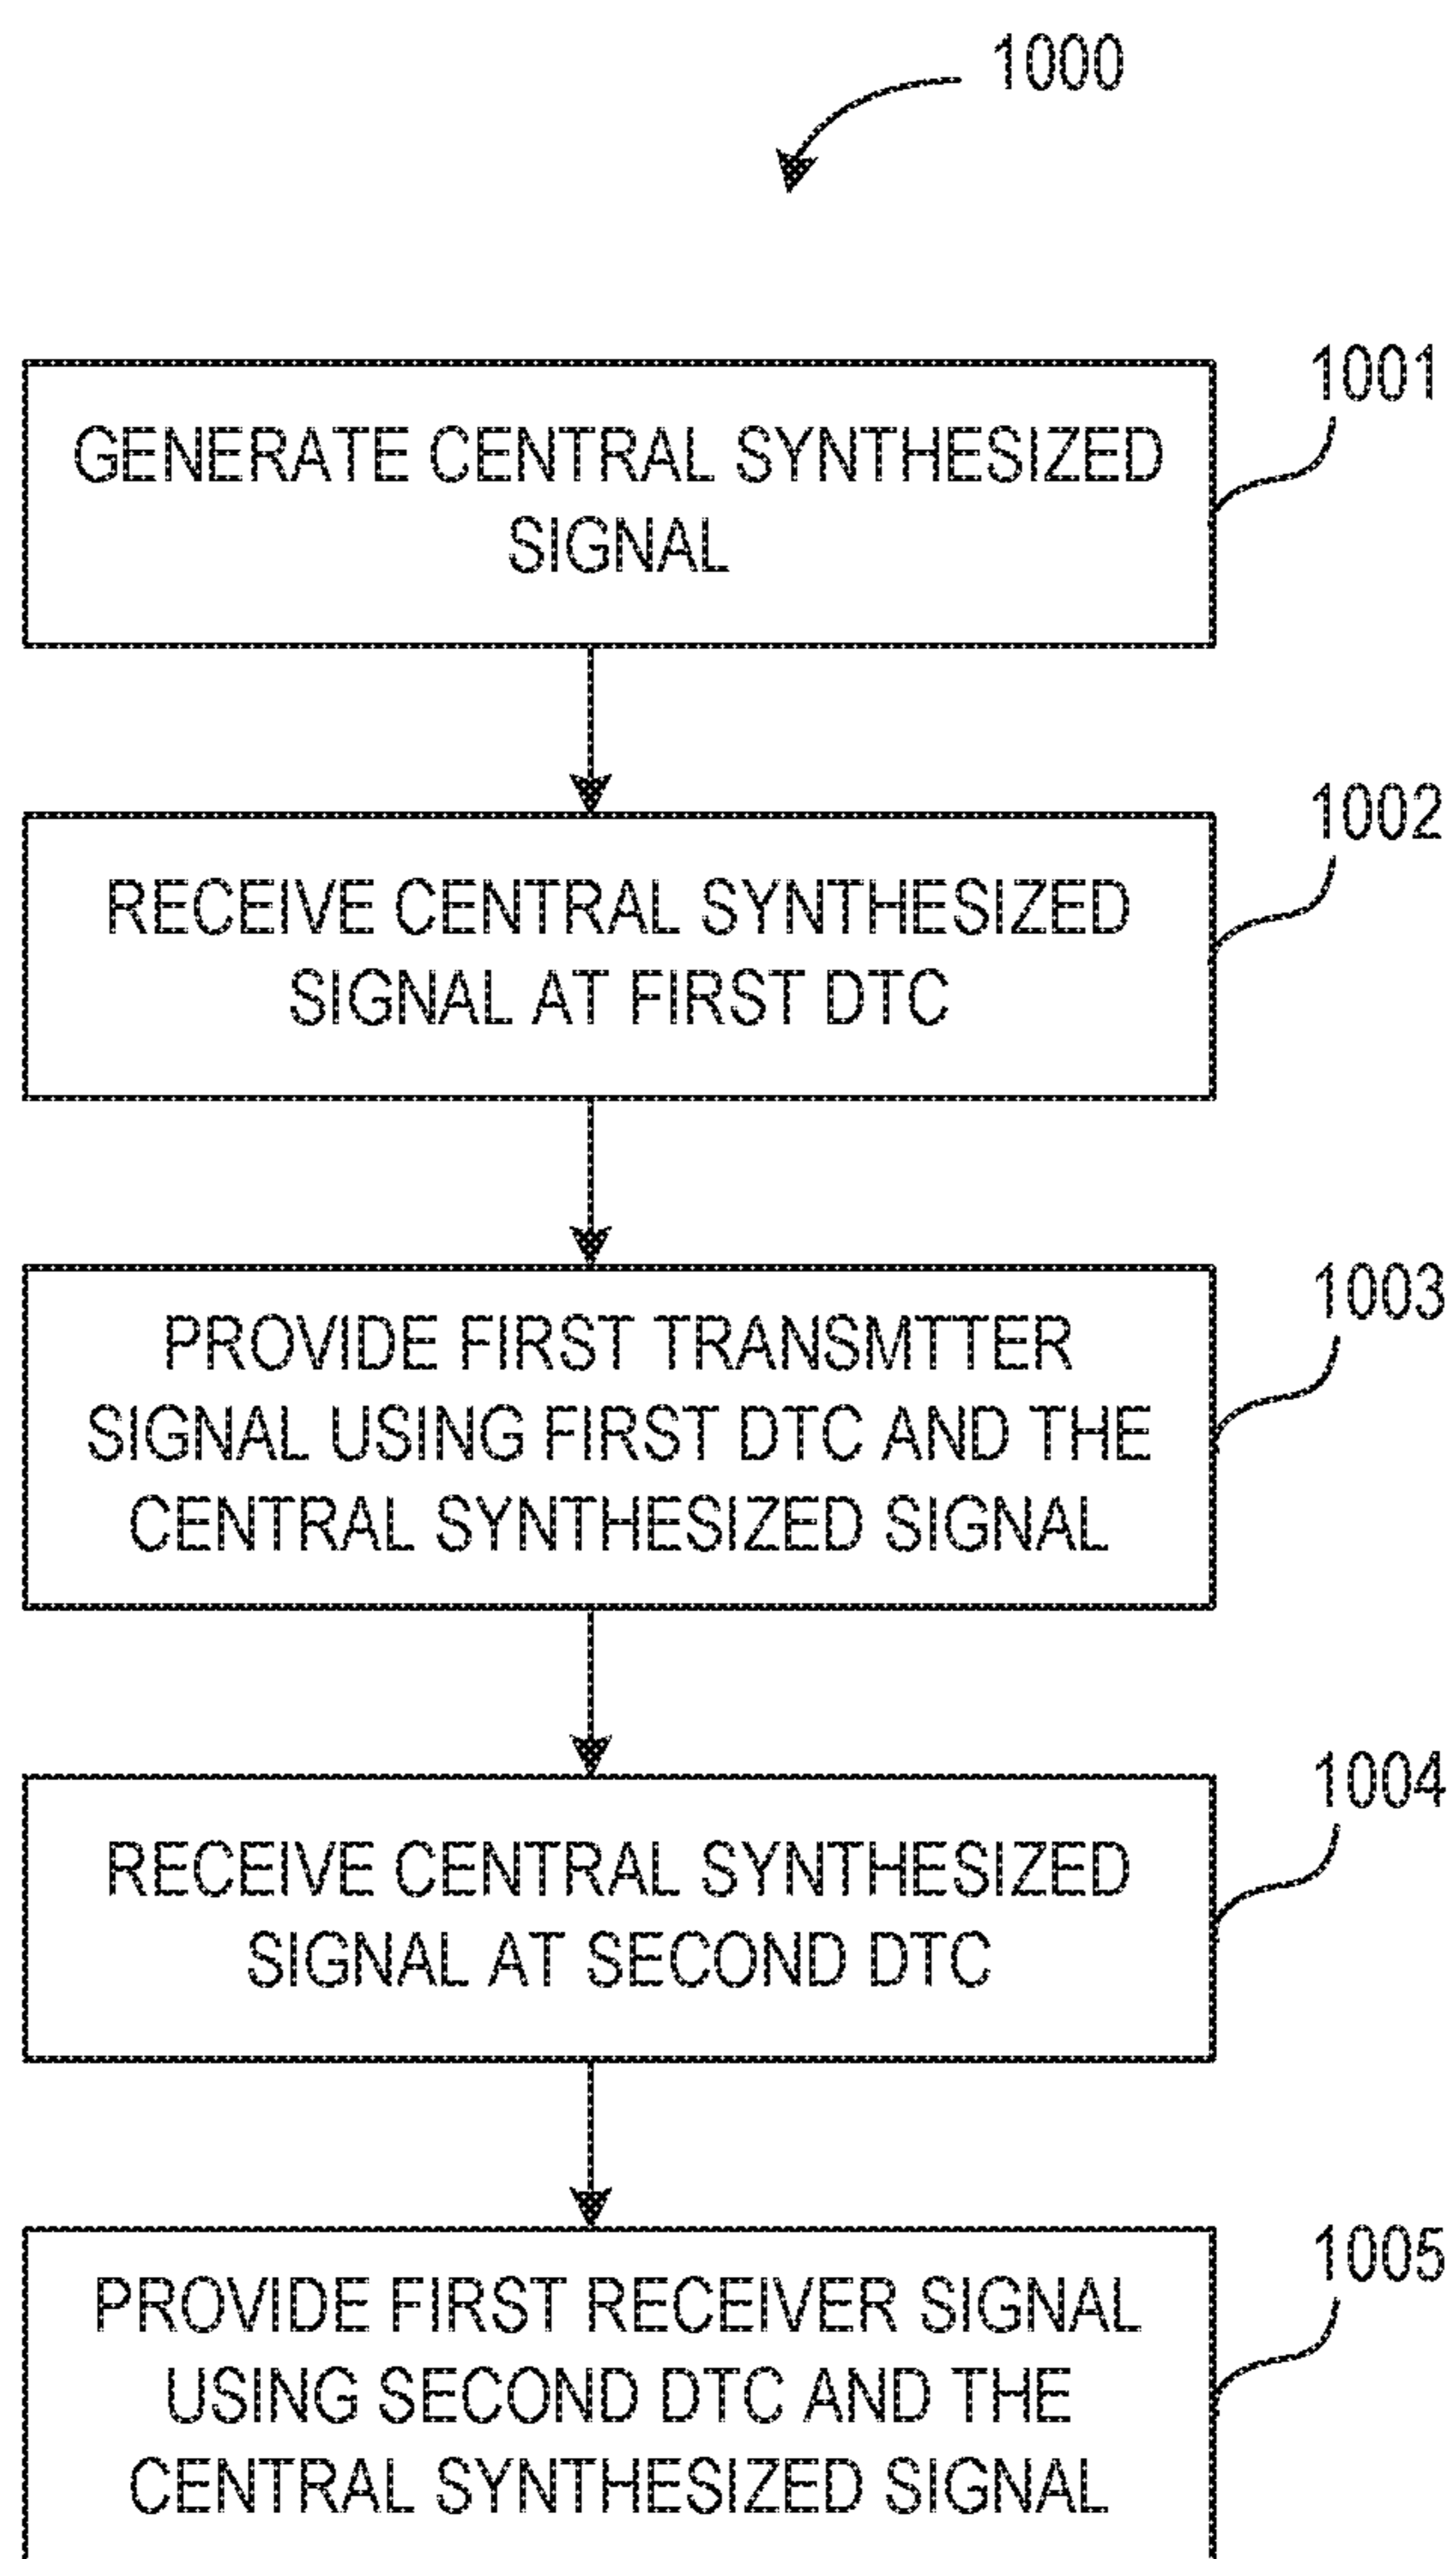 1000
1001
GENERATE CENTRAL SYNTHESIZED
SIGNAL
1002
RECEIVE CENTRAL SYNTHESIZED
SIGNAL AT FIRST DTC
1003
PROVIDE FIRST TRANSMTTER
SIGNAL USING FIRST DTC AND THE
CENTRAL SYNTHESIZED SIGNAL
1004
RECEIVE CENTRAL SYNTHESIZED
SIGNAL AT SECOND DTC
1005
PROVIDE FIRST RECEIVER SIGNAL
USING SECOND DTC AND THE
CENTRAL SYNTHESIZED SIGNAL